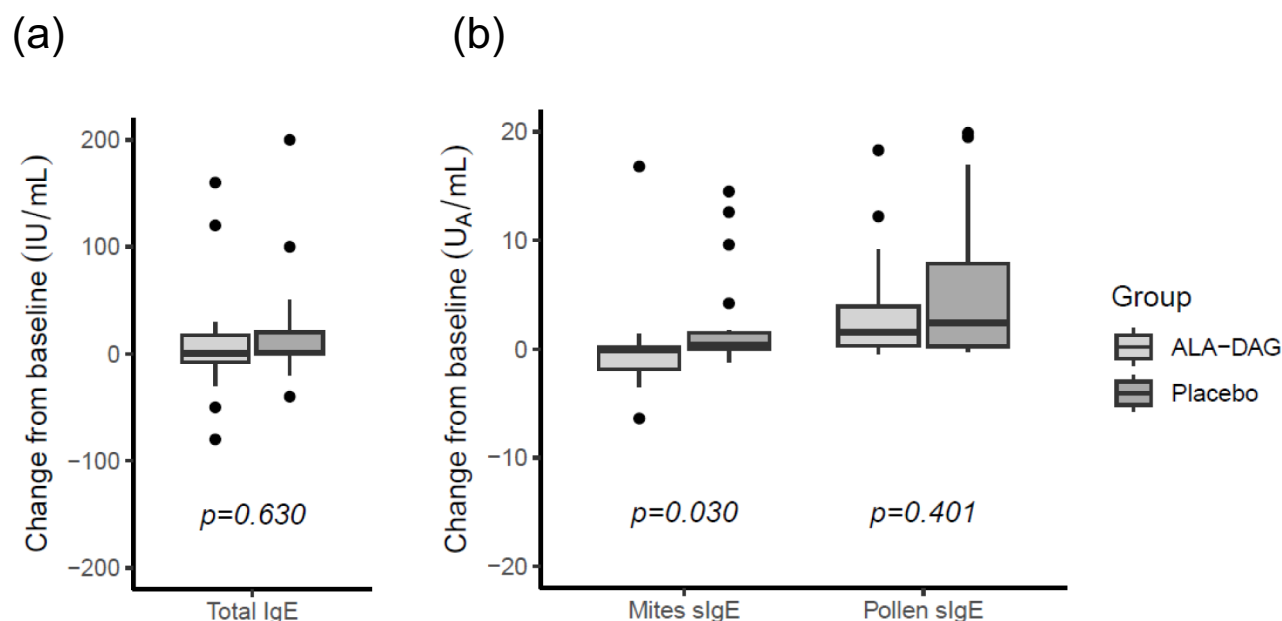 (a)
Change from baseline (IU/mL)
200
100
0
−100
−200
p=0.630
Total IgE
(b)
Change from baseline (UA/mL)
20
10
0
−10
−20
p=0.030
p=0.401
Mites sIgE
Pollen sIgE
Group
ALA−DAG
Placebo